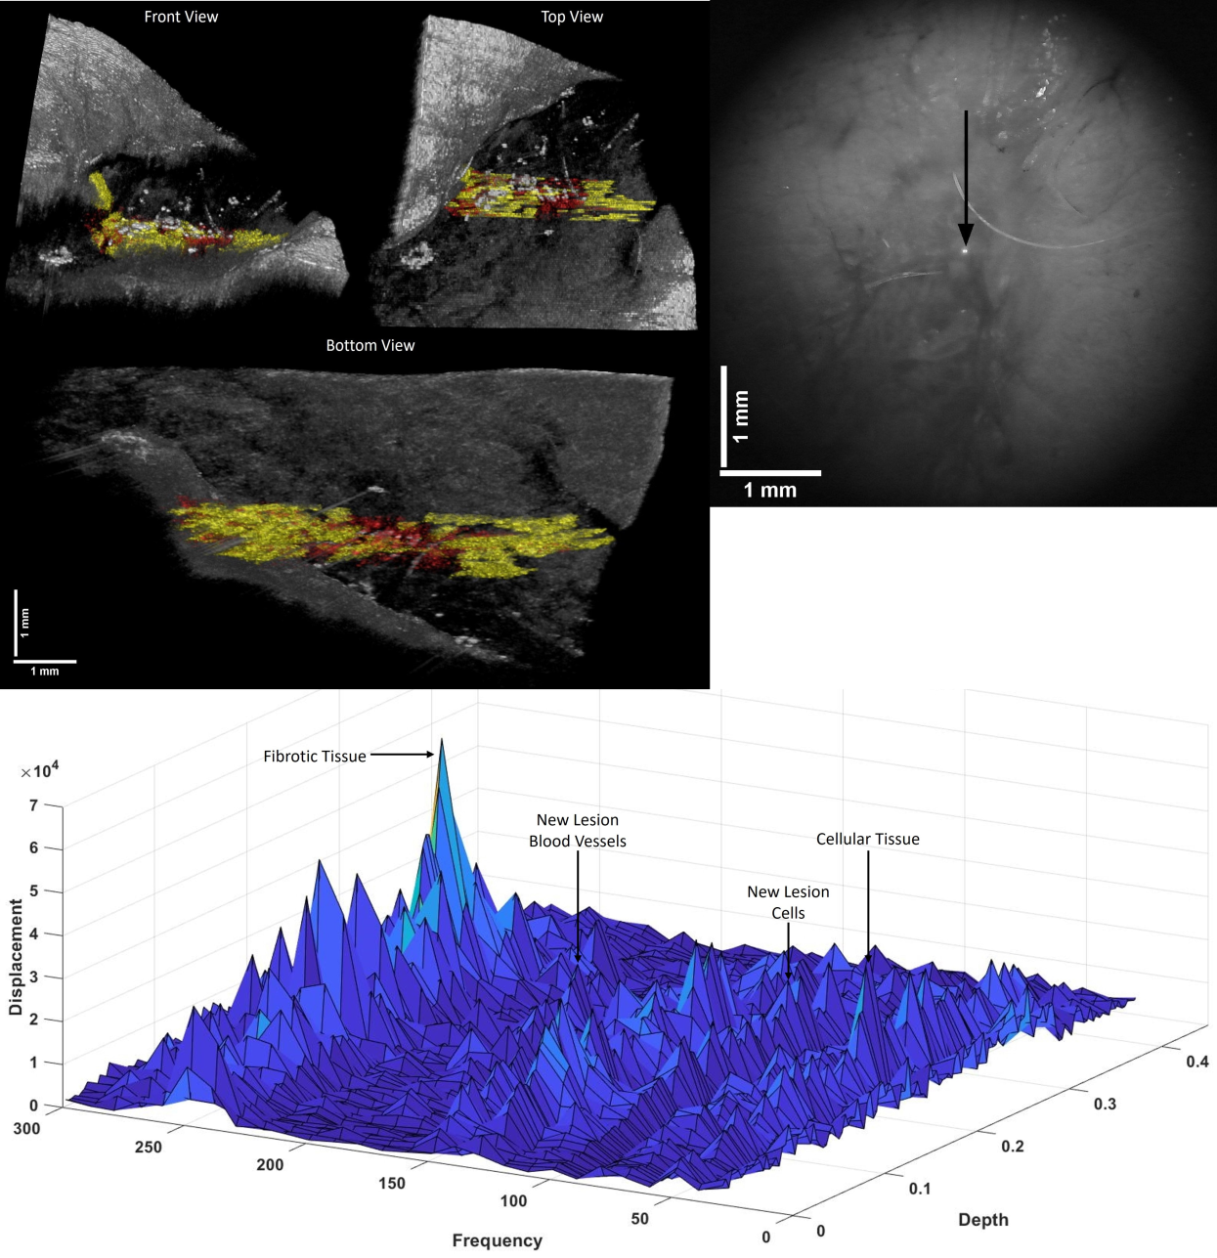 Front View
Top View
Bottom View
1 mm
1 mm
1 mm
1 mm
×10⁴
7
6
5
4
3
2
1
0
Displacement
Fibrotic Tissue
New Lesion
Blood Vessels
New Lesion
Cells
Cellular Tissue
300
250
200
150
100
50
0
Frequency
0
0.1
0.2
0.3
0.4
Depth